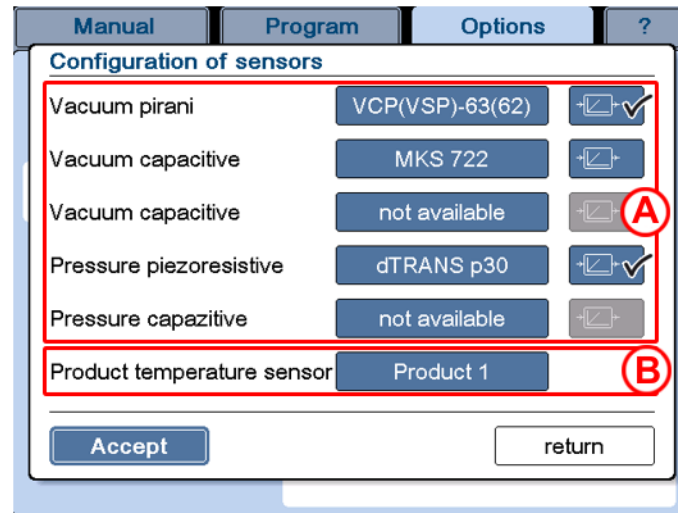 Manual Program Options ?
Configuration of sensors
Vacuum pirani VCP(VSP)-63(62)
Vacuum capacitive MKS 722
Vacuum capacitive not available A
Pressure piezoresistive dTRANS p30
Pressure capazitive not available
Product temperature sensor Product 1 B
Accept return